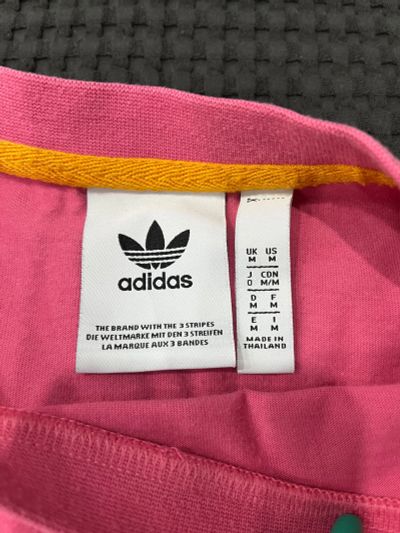 adidas
THE BRAND WITH THE 3 STRIPES
DIE WELTMARKE MIT DEN 3 STREIFEN
LA MARQUE AUX 3 BANDES
UK US
M M
J CDN
O M/M
D F
M M
E I
M M
MADE IN
THAILAND